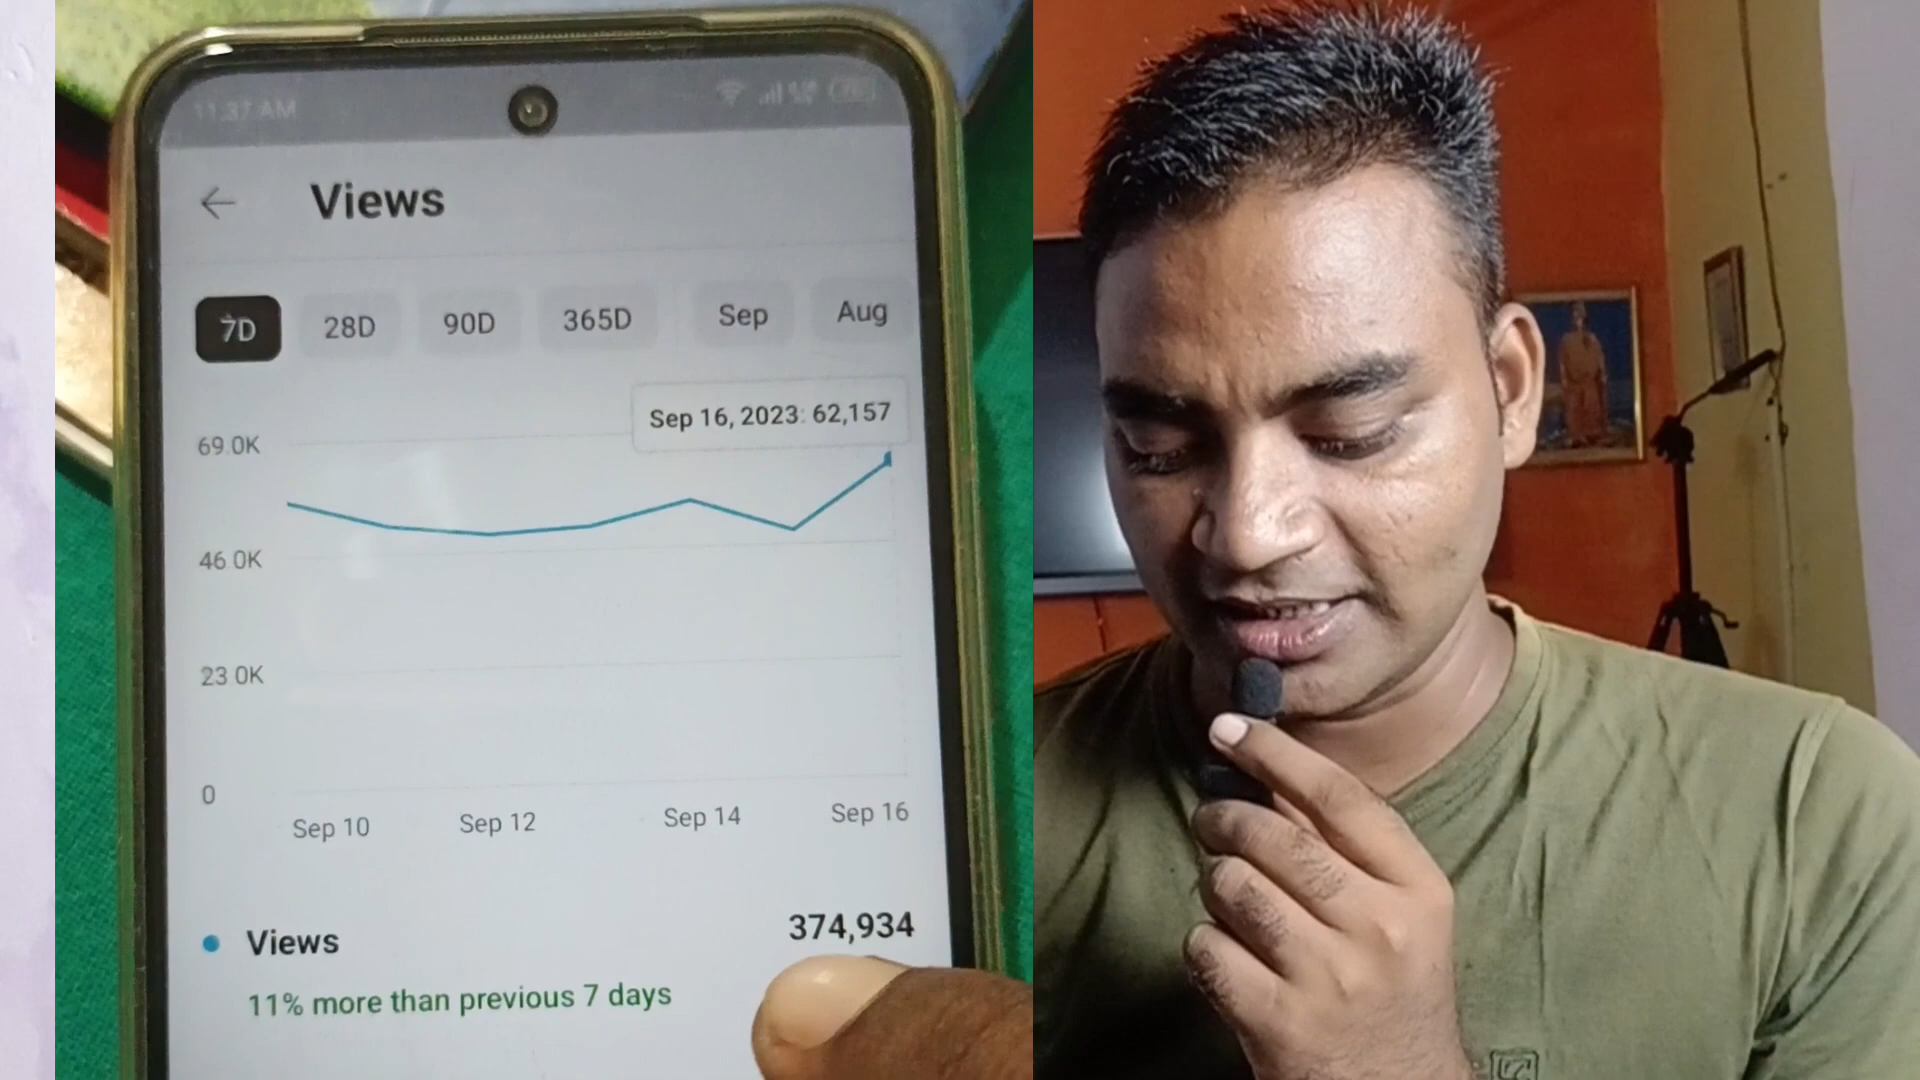 11:37 AM
Views
7D 28D 90D 365D Sep Aug
Sep 16, 2023: 62,157
69.0K
46.0K
23.0K
0
Sep 10 Sep 12 Sep 14 Sep 16
Views 374,934
11% more than previous 7 days